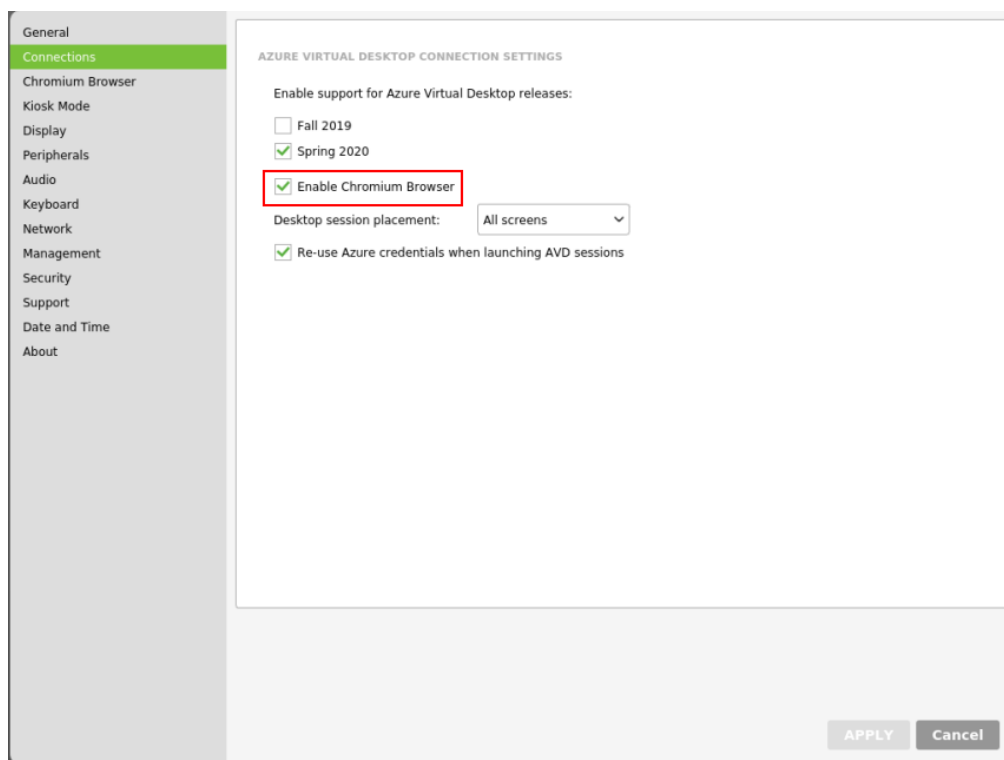 General
Connections
Chromium Browser
Kiosk Mode
Display
Peripherals
Audio
Keyboard
Network
Management
Security
Support
Date and Time
About
AZURE VIRTUAL DESKTOP CONNECTION SETTINGS
Enable support for Azure Virtual Desktop releases:
Fall 2019
Spring 2020
Enable Chromium Browser
Desktop session placement: All screens
Re-use Azure credentials when launching AVD sessions
APPLY Cancel